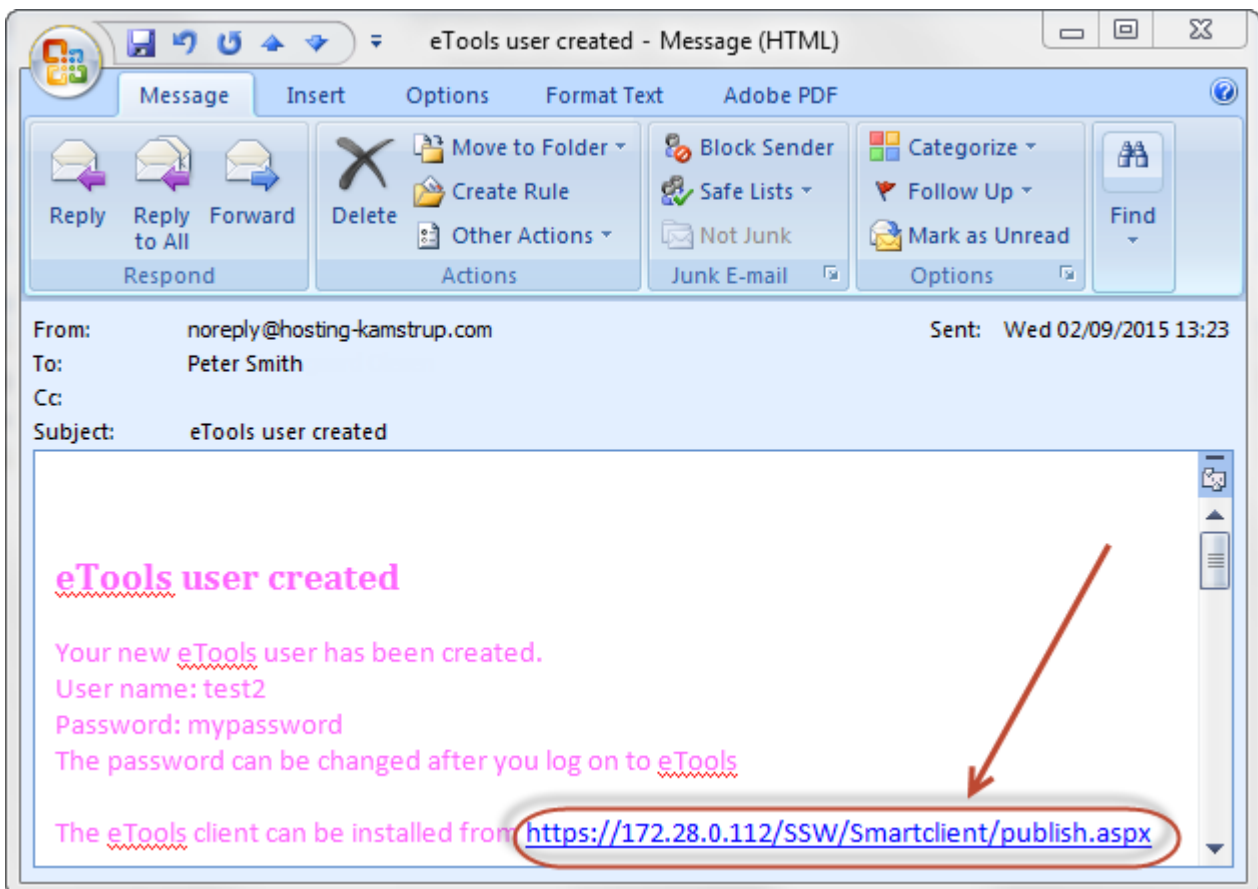 eTools user created - Message (HTML)
Message Insert Options Format Text Adobe PDF
Reply
Reply to All
Forward
Respond
Delete
Move to Folder
Create Rule
Other Actions
Actions
Block Sender
Safe Lists
Not Junk
Junk E-mail
Categorize
Follow Up
Mark as Unread
Options
Find
From: noreply@hosting-kamstrup.com Sent: Wed 02/09/2015 13:23
To: Peter Smith
Cc:
Subject: eTools user created
eTools user created
Your new eTools user has been created.
User name: test2
Password: mypassword
The password can be changed after you log on to eTools
The eTools client can be installed from https://172.28.0.112/SSW/Smartclient/publish.aspx